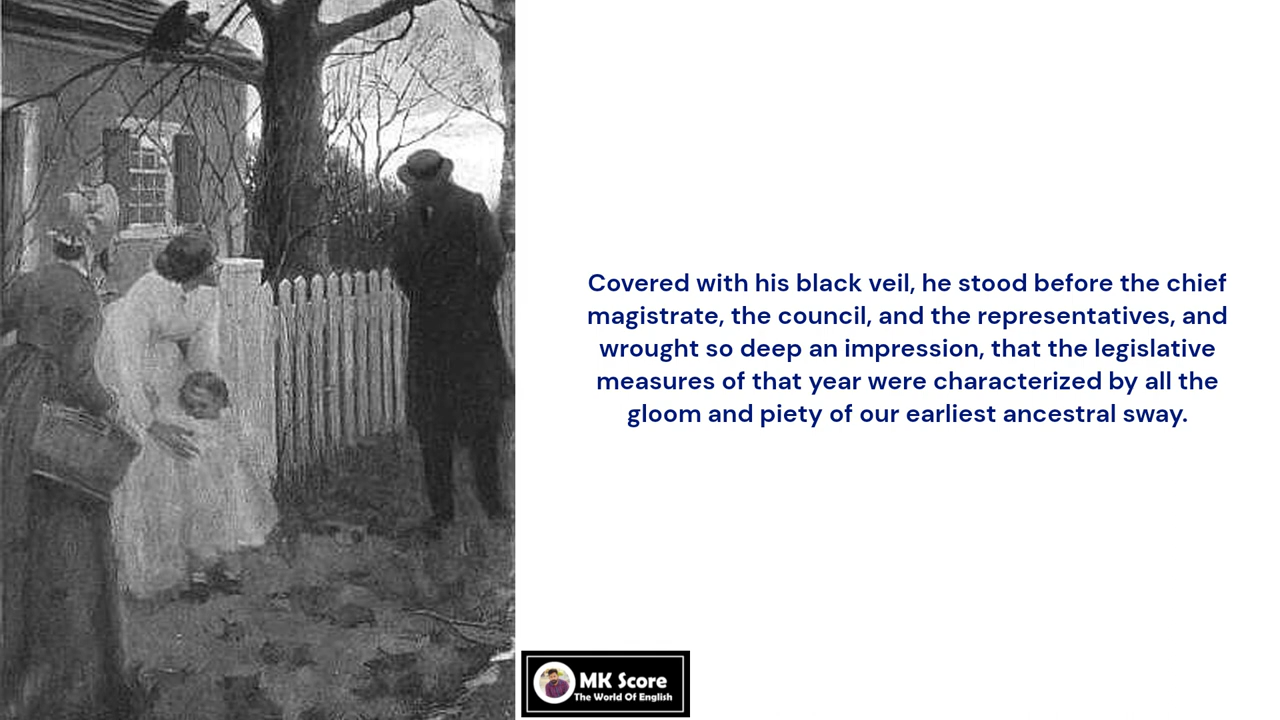 Covered with his black veil, he stood before the chief
magistrate, the council, and the representatives, and
wrought so deep an impression, that the legislative
measures of that year were characterized by all the
gloom and piety of our earliest ancestral sway.
MK Score
The World Of English